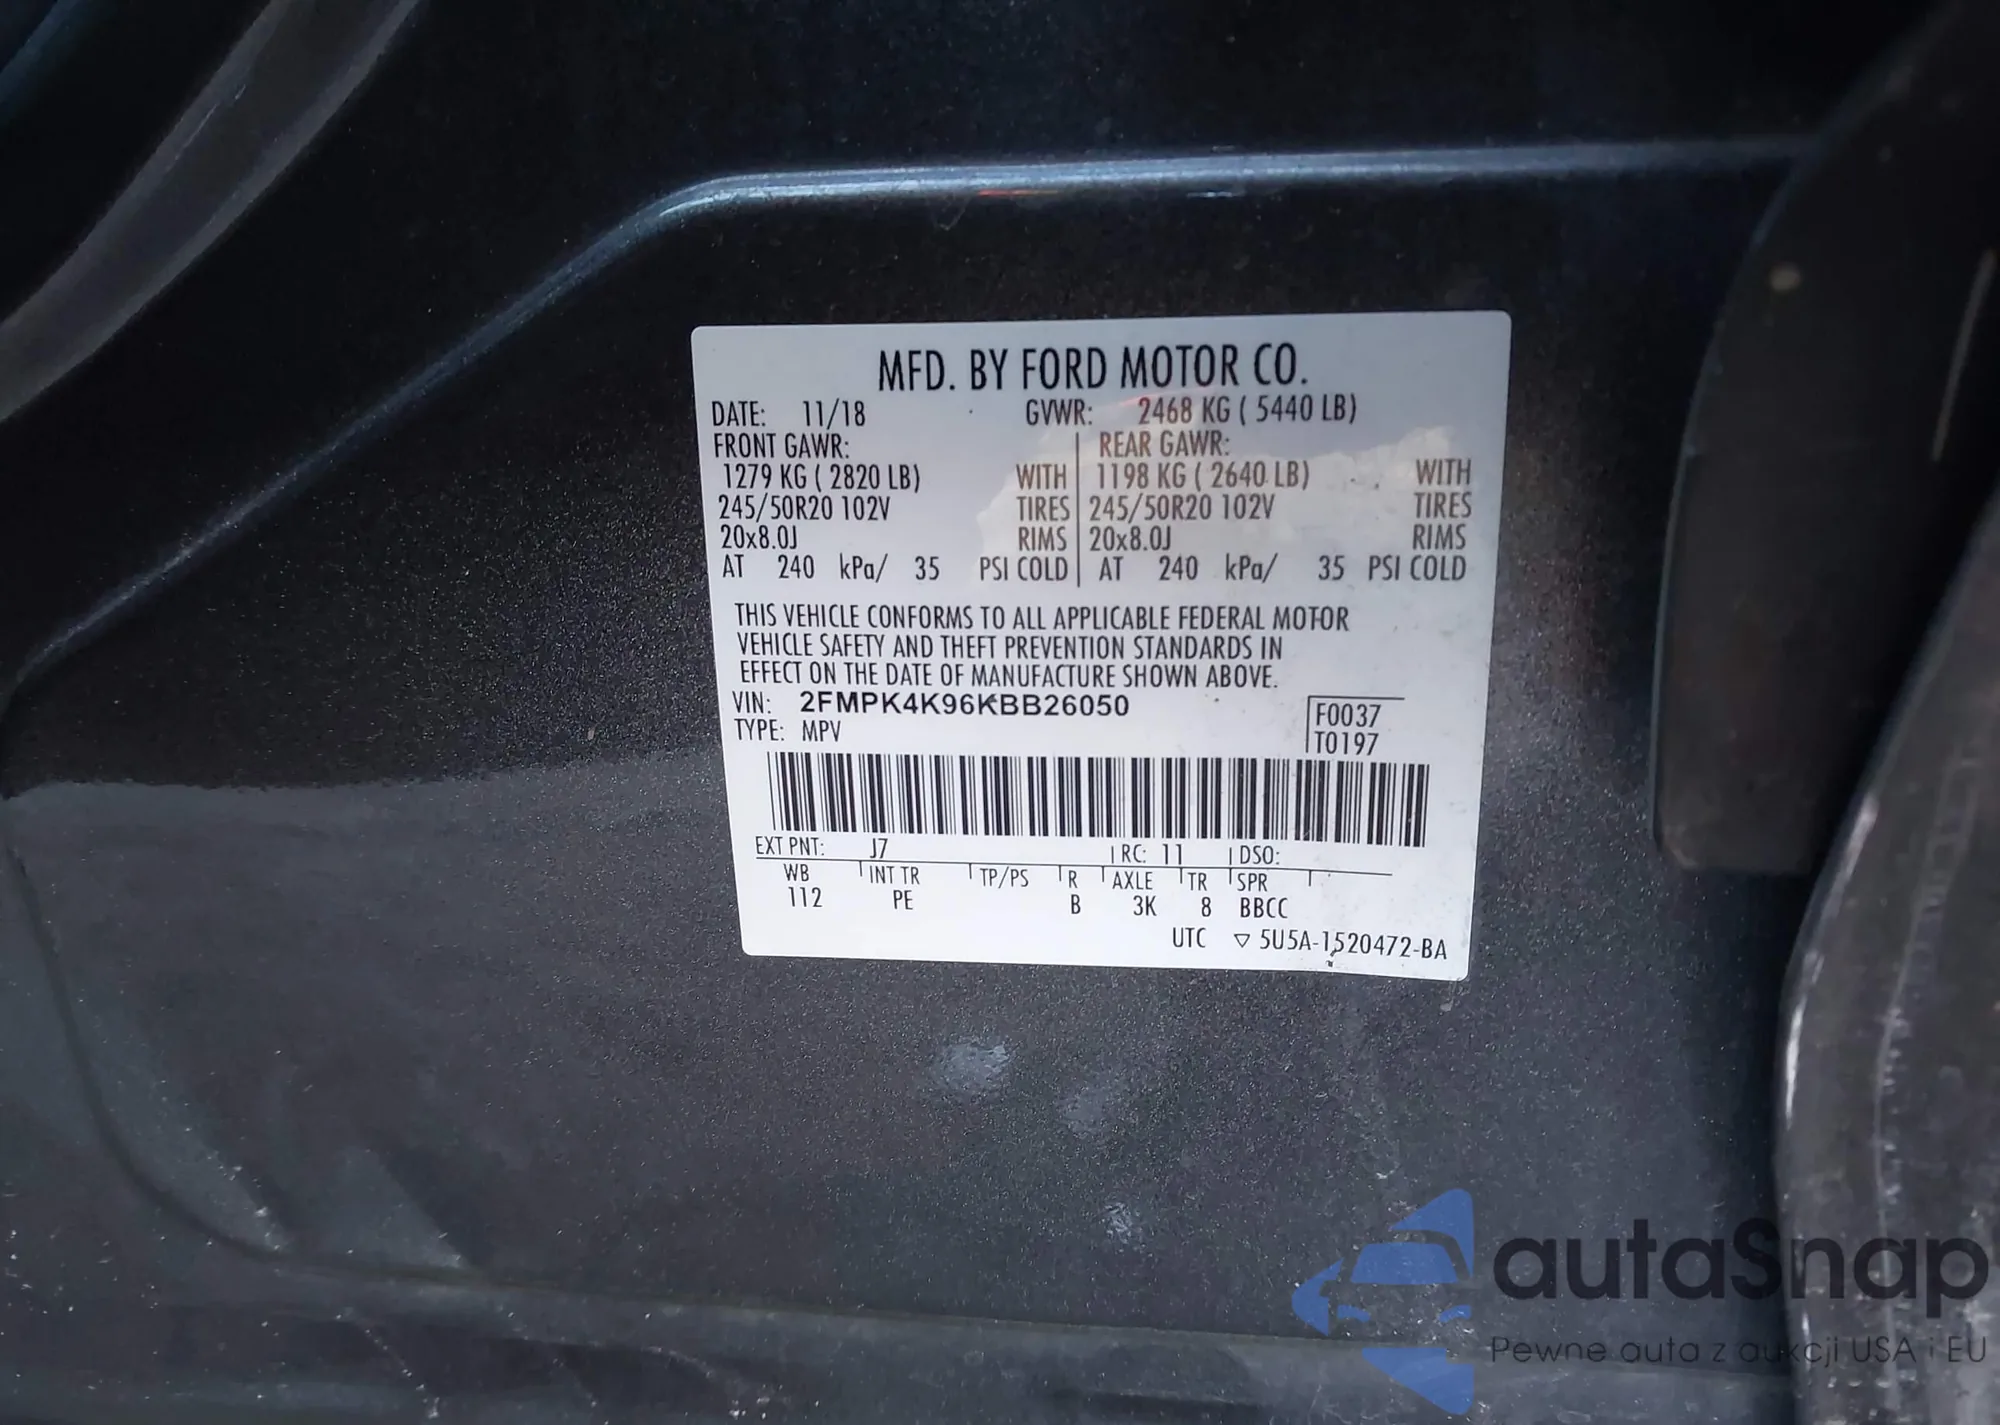 MFD. BY FORD MOTOR CO.
DATE: 11/18 GVWR: 2468 KG ( 5440 LB)
FRONT GAWR: REAR GAWR:
1279 KG ( 2820 LB) WITH 1198 KG ( 2640 LB) WITH
245/50R20 102V TIRES 245/50R20 102V TIRES
20x8.0J RIMS 20x8.0J RIMS
AT 240 kPa/ 35 PSI COLD AT 240 kPa/ 35 PSI COLD
THIS VEHICLE CONFORMS TO ALL APPLICABLE FEDERAL MOTOR
VEHICLE SAFETY AND THEFT PREVENTION STANDARDS IN
EFFECT ON THE DATE OF MANUFACTURE SHOWN ABOVE.
VIN: 2FMPK4K96KBB26050
TYPE: MPV
F0037
T0197
EXT PNT: J7 RC: 11 DSO:
WB INT TR TP/PS R AXLE TR SPR
112 PE B 3K 8 BBCC
UTC ▽ 5U5A-1520472-BA
autaSnap
Pewne auta z aukcji USA i EU